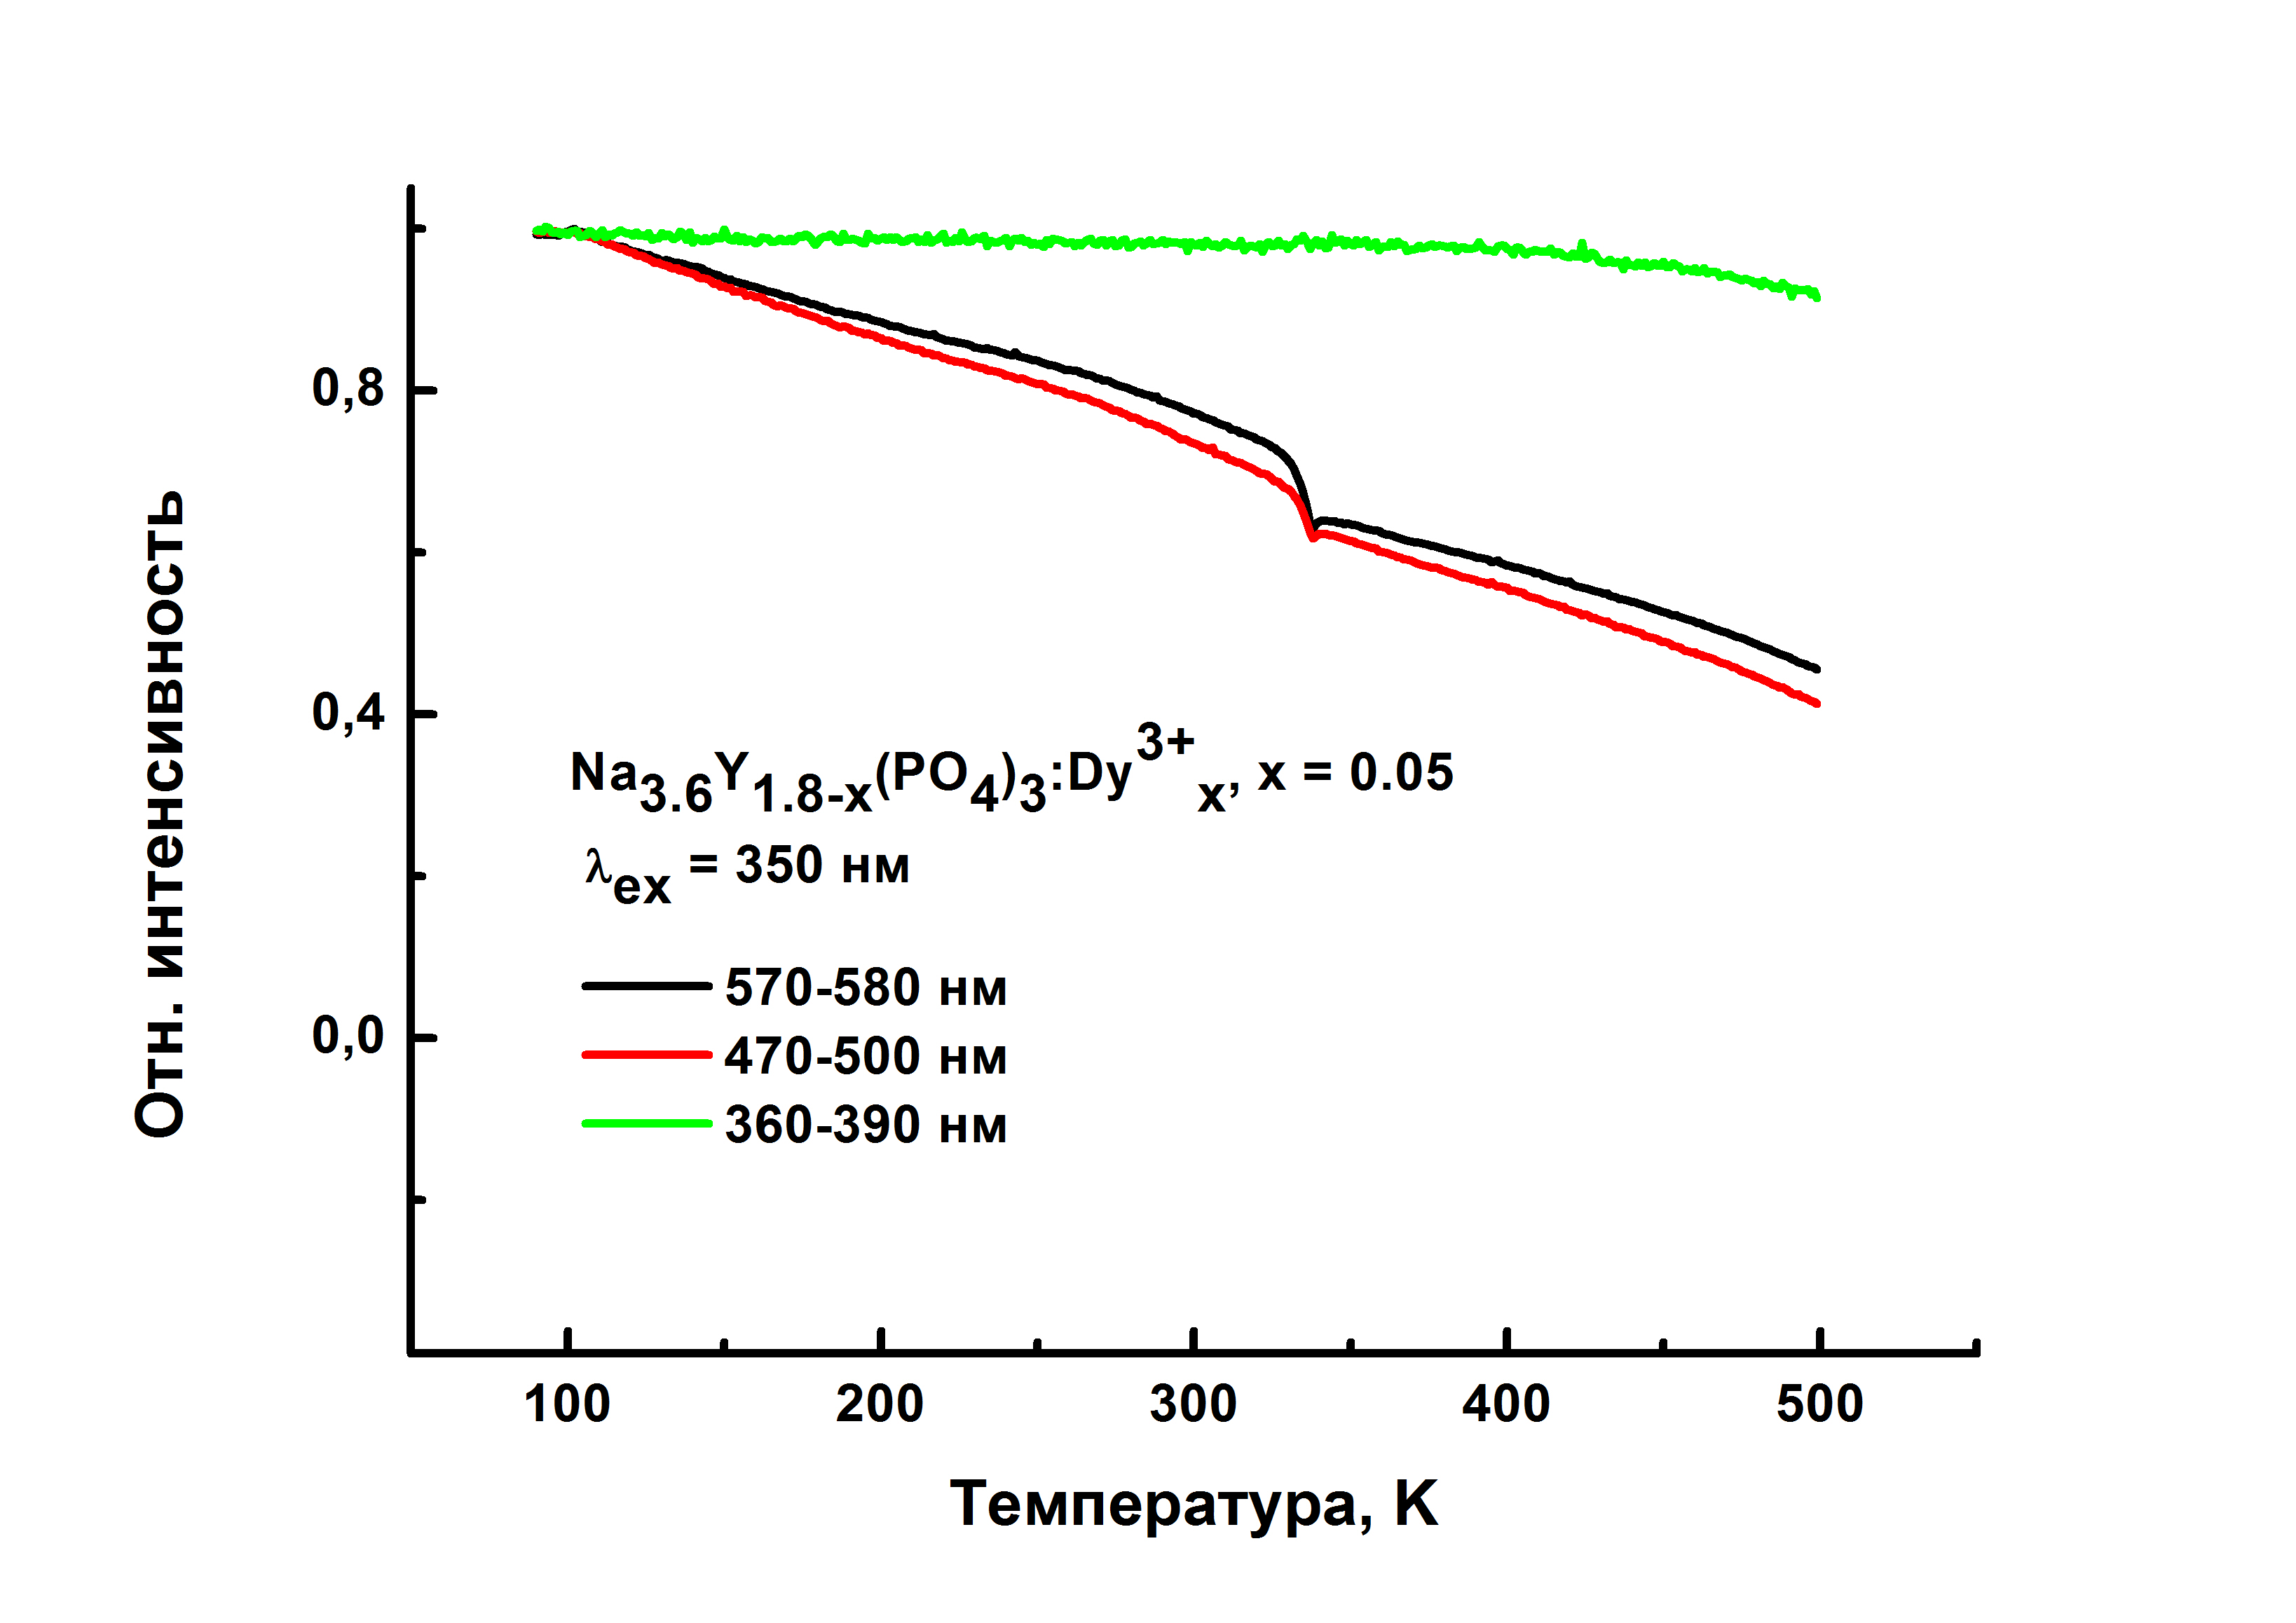 Отн. интенсивность
0,8
0,4
0,0
Na3.6Y1.8-x(PO4)3:Dy3+x, x = 0.05
λex = 350 нм
570-580 нм
470-500 нм
360-390 нм
100 200 300 400 500
Температура, К